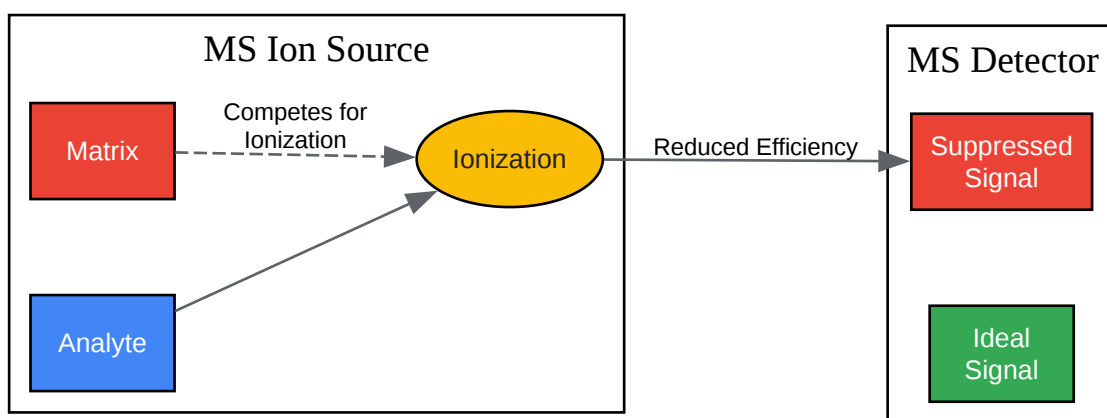 MS Ion Source
MS Detector
Matrix
Competes for
Ionization
Ionization
Reduced Efficiency
Suppressed
Signal
Analyte
Ideal
Signal